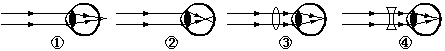 ① ② ③ ④